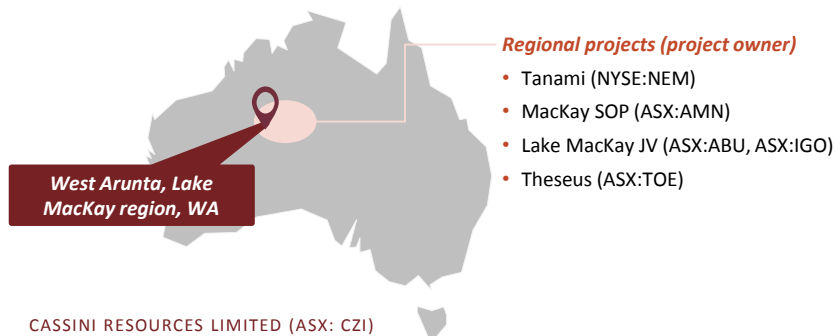 Regional projects (project owner)
• Tanami (NYSE:NEM)
• MacKay SOP (ASX:AMN)
• Lake MacKay JV (ASX:ABU, ASX:IGO)
• Theseus (ASX:TOE)
West Arunta, Lake
MacKay region, WA
CASSINI RESOURCES LIMITED (ASX: CZI)